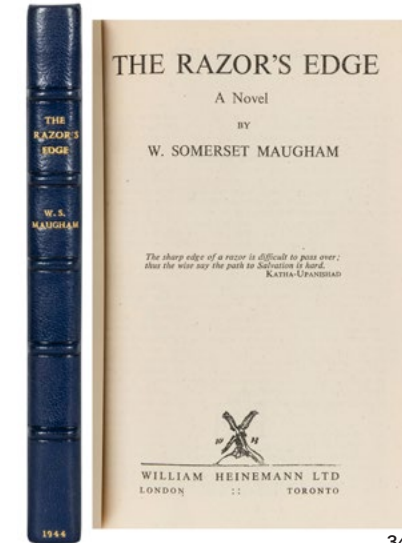 THE
RAZOR'S
EDGE
W. S.
MAUGHAM
1944
THE RAZOR'S EDGE
A Novel
BY
W. SOMERSET MAUGHAM
The sharp edge of a razor is difficult to pass over;
thus the wise say the path to Salvation is hard.
KATHA-UPANISHAD
W H
WILLIAM HEINEMANN LTD
LONDON :: TORONTO